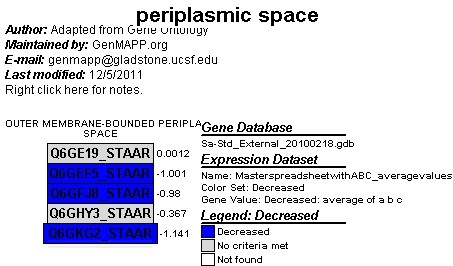 periplasmic space
Author: Adapted from Gene Ontology
Maintained by: GenMAPP.org
E-mail: genmapp@gladstone.ucsf.edu
Last modified: 12/5/2011
Right click here for notes.
OUTER MEMBRANE-BOUNDED PERIPLA
SPACE
Q6GE19_STAAR 0.0012
Q6GEF5_STAAR -1.001
Q6GFJ8_STAAR -0.98
Q6GHY3_STAAR -0.367
Q6GKG2_STAAR -1.141
Gene Database
Sa-Std_External_20100218.gdb
Expression Dataset
Name: MasterspreadsheetwithABC_averagevalues
Color Set: Decreased
Gene Value: Decreased: average of a b c
Legend: Decreased
Decreased
No criteria met
Not found